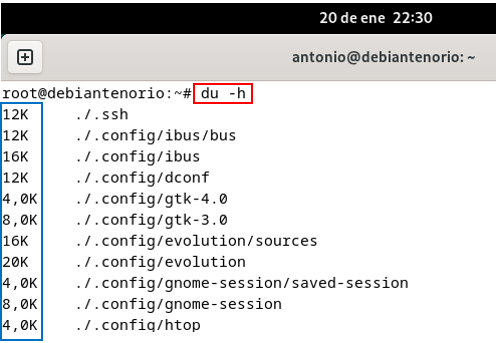 20 de ene 22:30
antonio@debiantenorio: ~
root@debiantenorio:~# du -h
12K ./.ssh
12K ./.config/ibus/bus
16K ./.config/ibus
12K ./.config/dconf
4,0K ./.config/gtk-4.0
8,0K ./.config/gtk-3.0
16K ./.config/evolution/sources
20K ./.config/evolution
4,0K ./.config/gnome-session/saved-session
8,0K ./.config/gnome-session
4,0K ./.config/htop